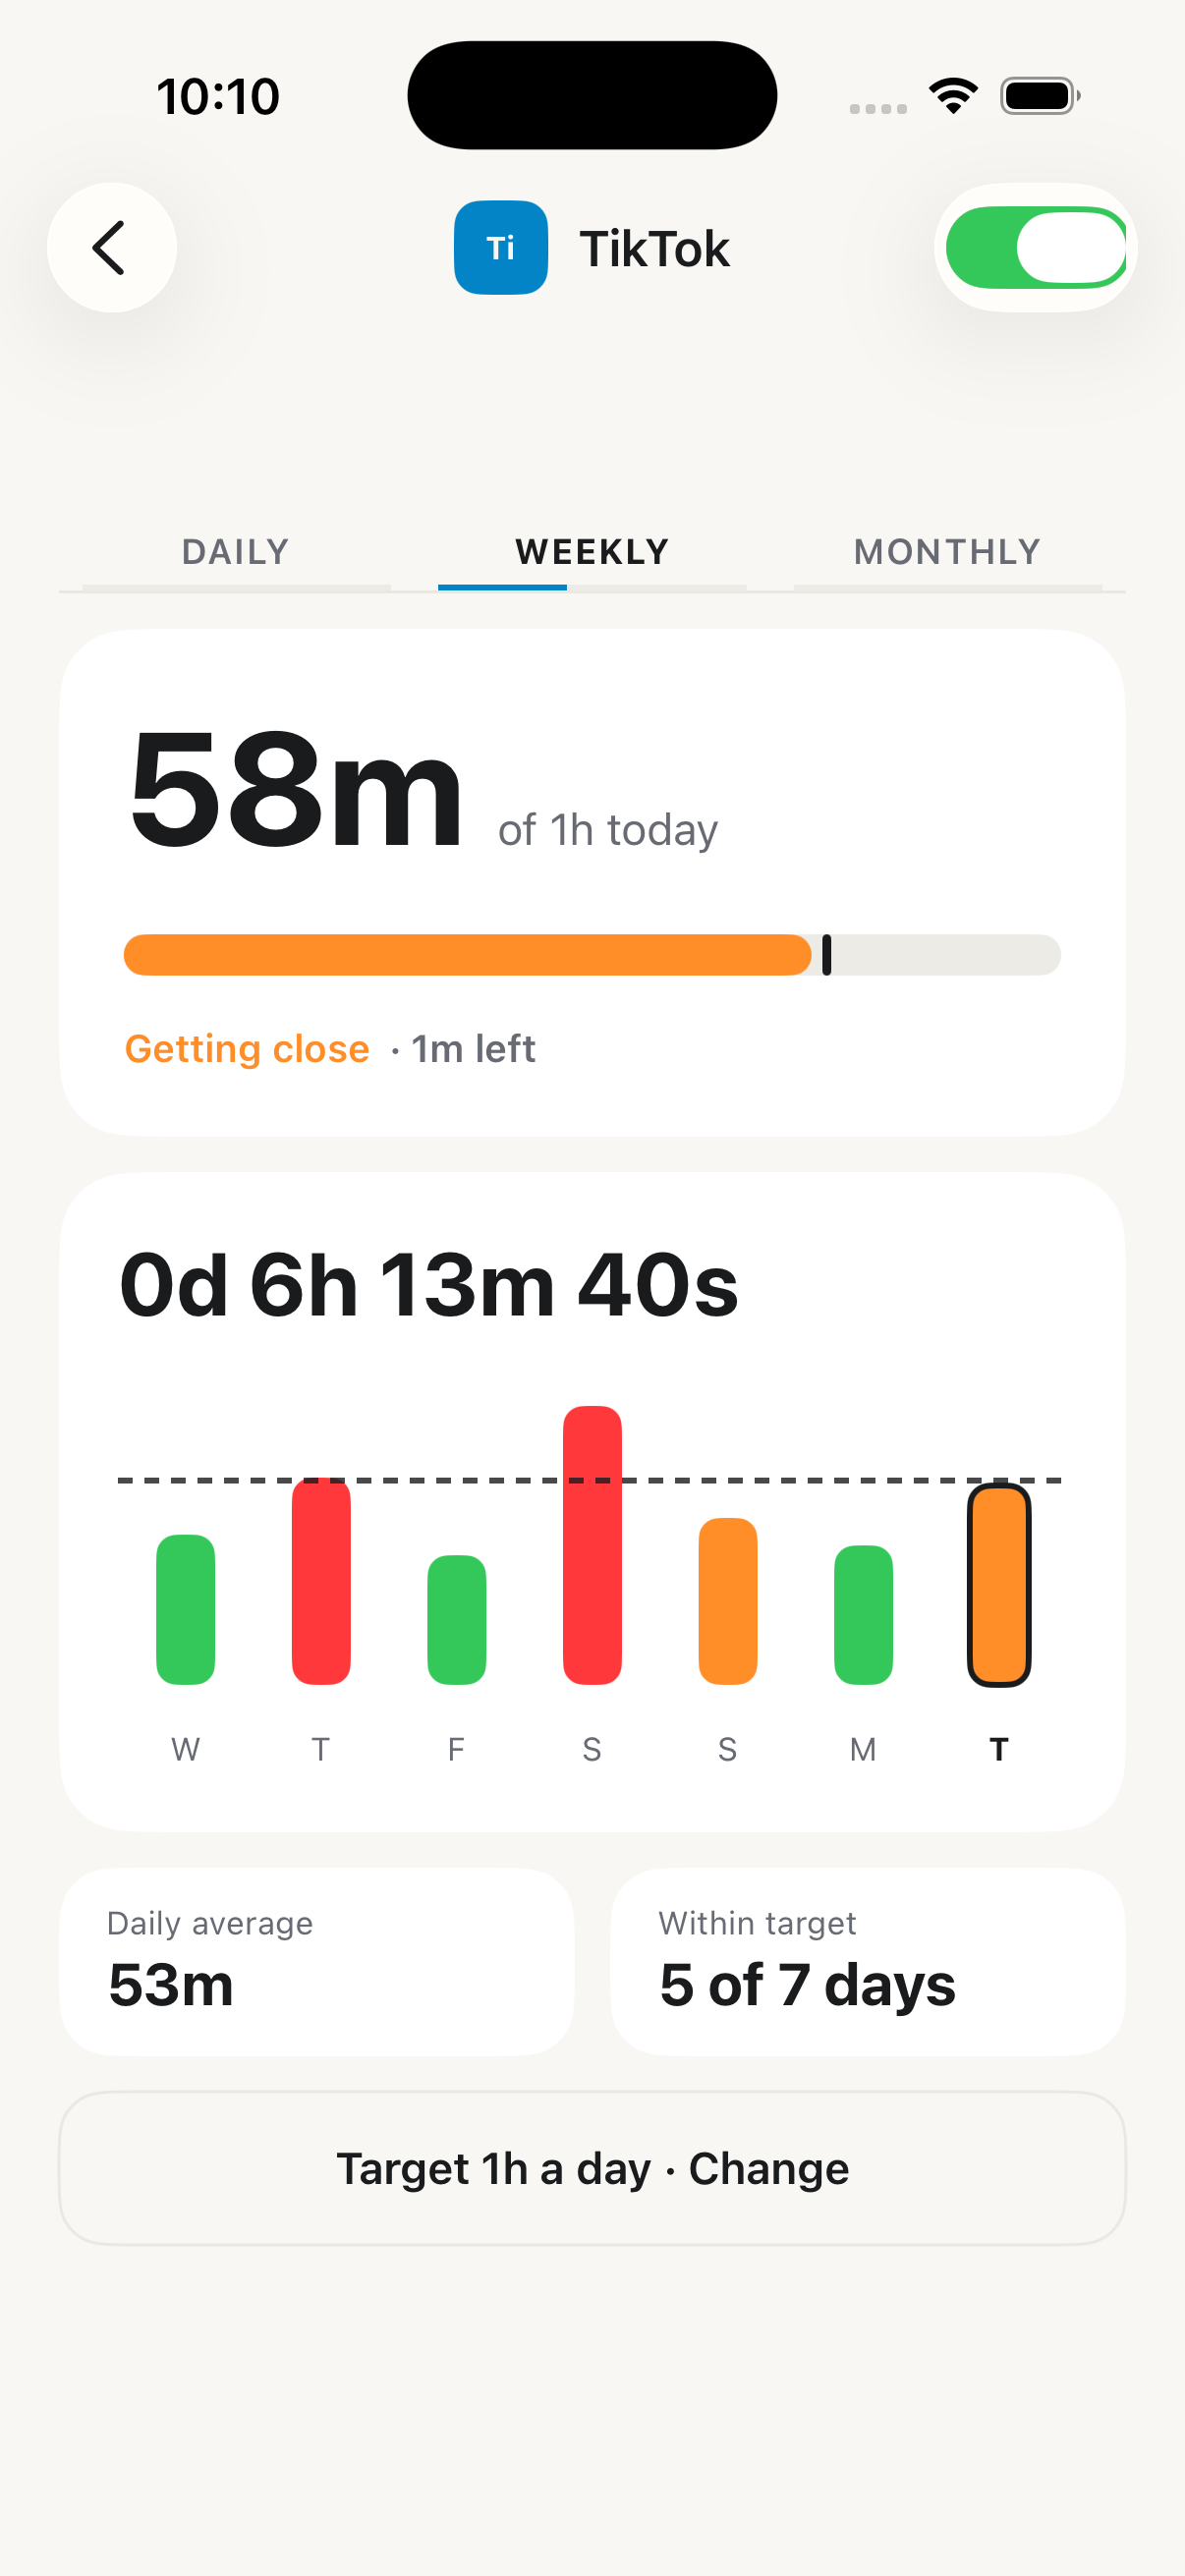 10:10
Ti TikTok
DAILY WEEKLY MONTHLY
58m of 1h today
Getting close · 1m left
0d 6h 13m 40s
W T F S S M T
Daily average
53m
Within target
5 of 7 days
Target 1h a day · Change